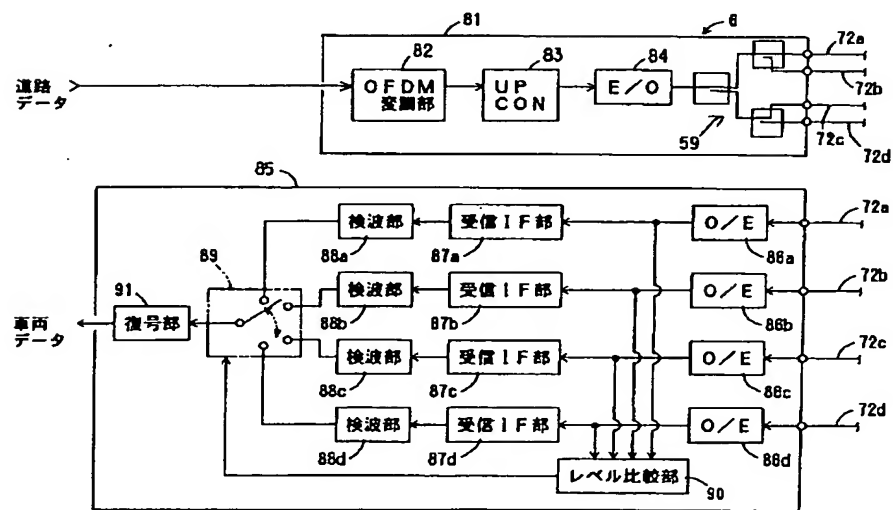 81
6
82
83
84
72a
道路
データ
OFDM
変調部
UP
CON
E/O
72b
59
72c
72d
85
72a
検波部
受信IF部
O/E
88a
87a
86a
89
72b
91
検波部
受信IF部
O/E
復号部
88b
87b
86b
車両
データ
72c
検波部
受信IF部
O/E
88c
87c
86c
72d
検波部
受信IF部
O/E
88d
87d
86d
レベル比較部
90